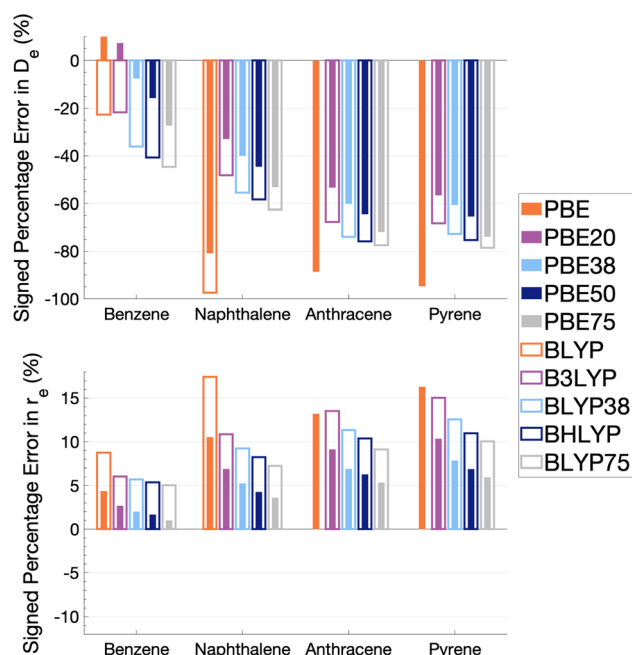 Signed Percentage Error in D_e (%)
0
-20
-40
-60
-80
-100
Benzene Naphthalene Anthracene Pyrene
Signed Percentage Error in r_e (%)
15
10
5
0
-5
-10
Benzene Naphthalene Anthracene Pyrene
PBE
PBE20
PBE38
PBE50
PBE75
BLYP
B3LYP
BLYP38
BHLYP
BLYP75